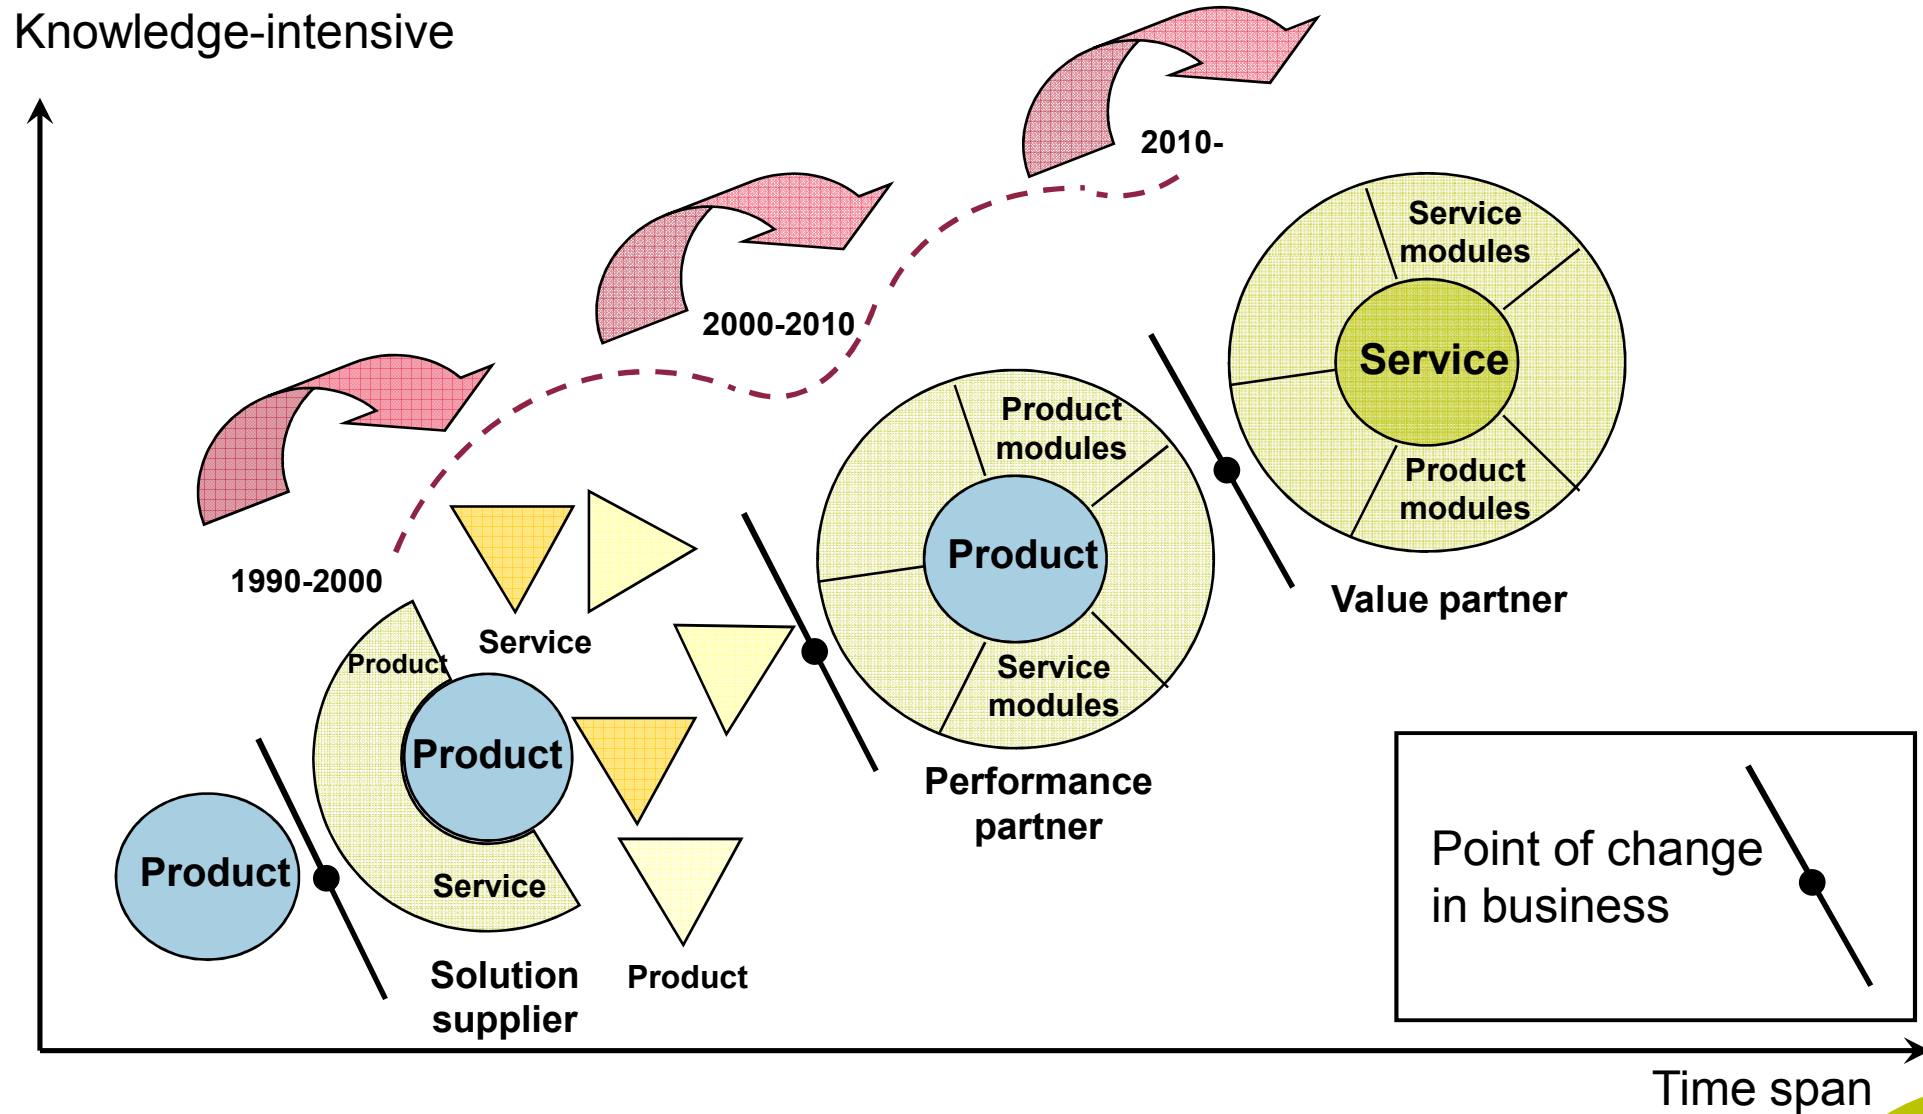 Knowledge-intensive
2010-
Service
modules
Service
Product
modules
Value partner
2000-2010
Product
modules
Product
Service
modules
Performance
partner
1990-2000
Service
Product
Product
Service
Product
Solution
supplier
Product
Point of change
in business
Time span